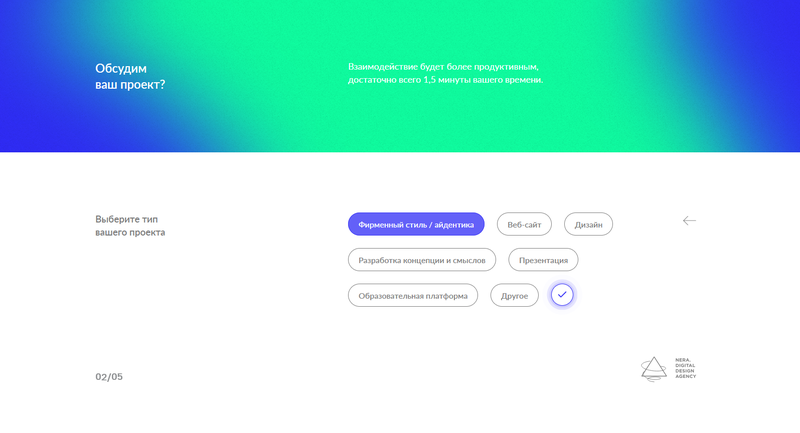 Обсудим
ваш проект?
Взаимодействие будет более продуктивным,
достаточно всего 1,5 минуты вашего времени.
Выберите тип
вашего проекта
Фирменный стиль / айдентика
Веб-сайт
Дизайн
Разработка концепции и смыслов
Презентация
Образовательная платформа
Другое
02/05
NERA.
DIGITAL
DESIGN
AGENCY